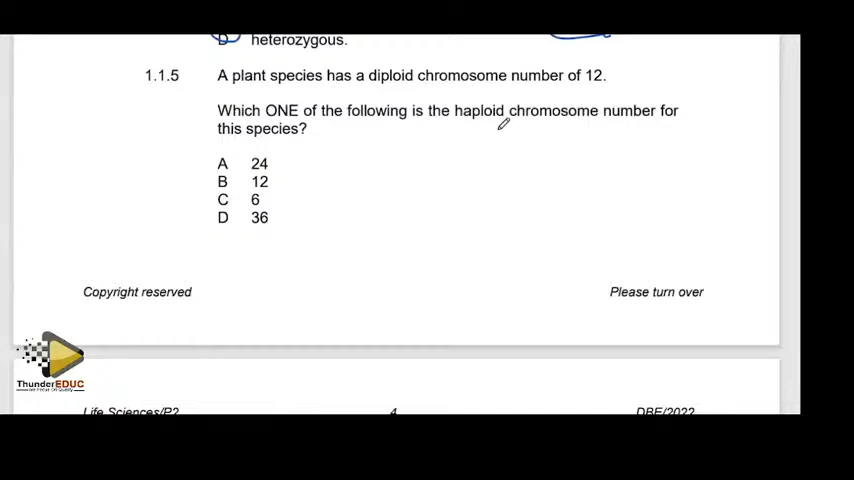 D heterozygous.
1.1.5 A plant species has a diploid chromosome number of 12.
Which ONE of the following is the haploid chromosome number for
this species?
A 24
B 12
C 6
D 36
Copyright reserved Please turn over
ThunderEDUC
Life Sciences/P2 4 DBE/2022